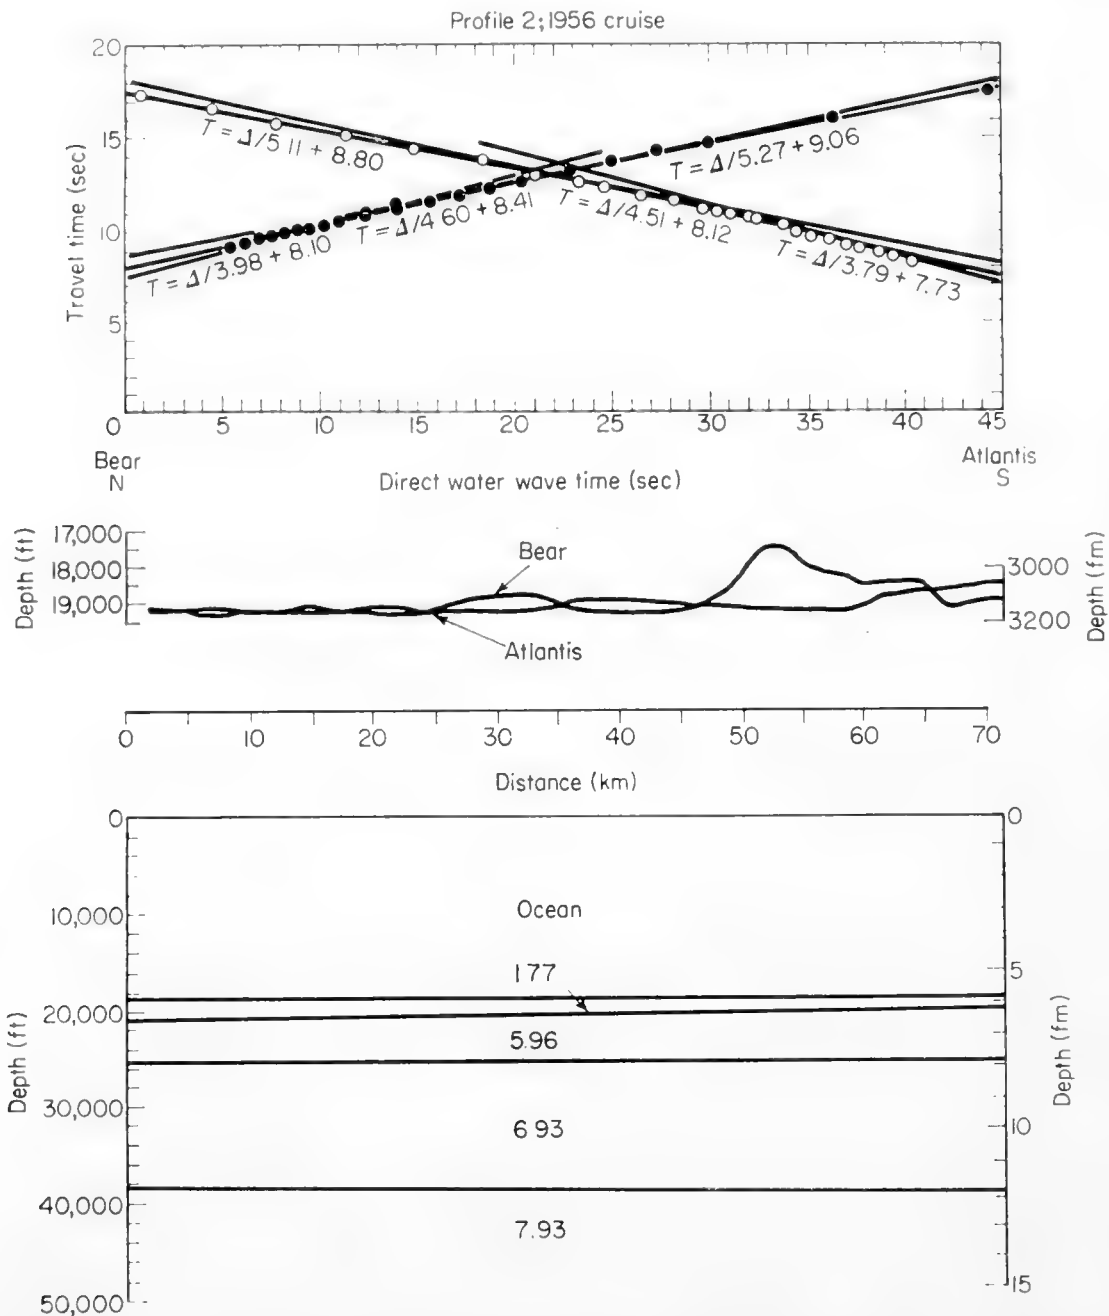 Profile 2; 1956 cruise
20
15
10
5
0
Travel time (sec)
T = Δ/5.11 + 8.80
T = Δ/5.27 + 9.06
T = Δ/3.98 + 8.10
T = Δ/4.60 + 8.41
T = Δ/4.51 + 8.12
T = Δ/3.79 + 7.73
5 10 15 20 25 30 35 40 45
Bear
N
Direct water wave time (sec)
Atlantis
S
Depth (ft)
17,000
18,000
19,000
Bear
Atlantis
3000
3200
Depth (fm)
0 10 20 30 40 50 60 70
Distance (km)
Depth (ft)
0
10,000
20,000
30,000
40,000
50,000
Ocean
1 77
5.96
6 93
7.93
0
5
10
15
Depth (fm)